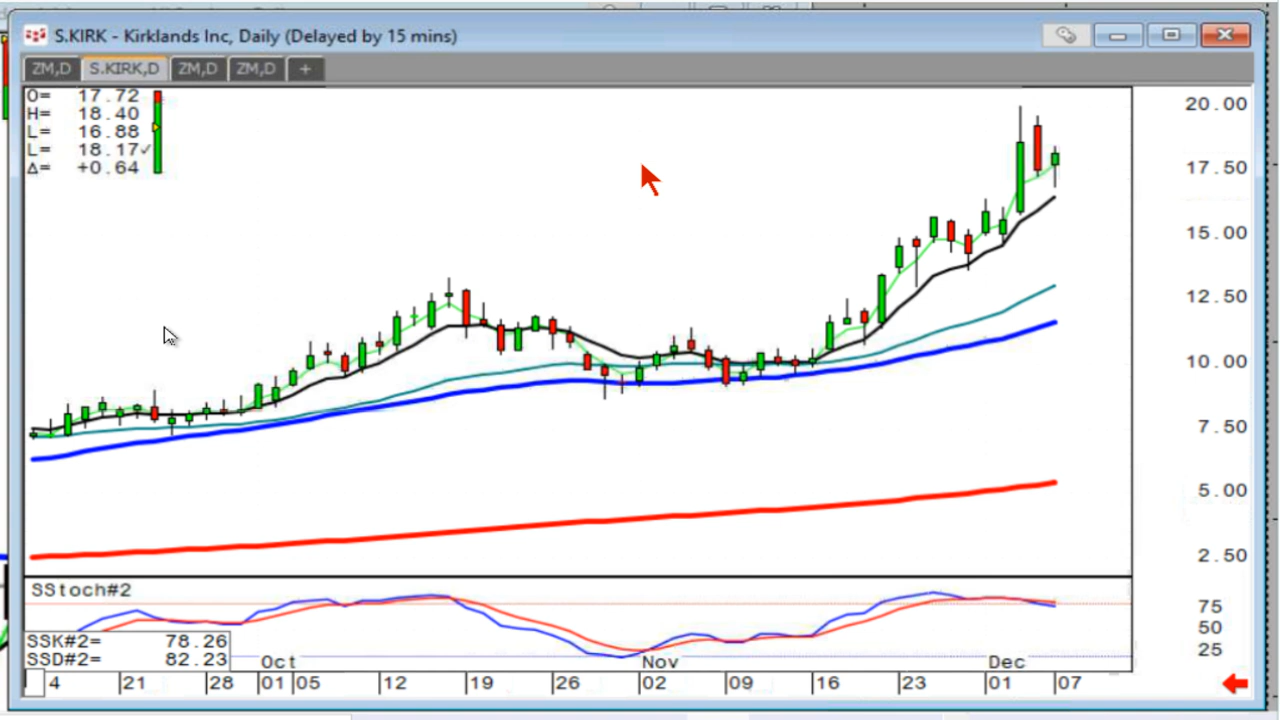 S.KIRK - Kirklands Inc, Daily (Delayed by 15 mins)
ZM,D S.KIRK,D ZM,D ZM,D +
O= 17.72
H= 18.40
L= 16.88
L= 18.17✓
Δ= +0.64
20.00
17.50
15.00
12.50
10.00
7.50
5.00
2.50
SStoch#2
75
50
25
SSK#2= 78.26
SSD#2= 82.23
Oct Nov Dec
4 21 28 01 05 12 19 26 02 09 16 23 01 07